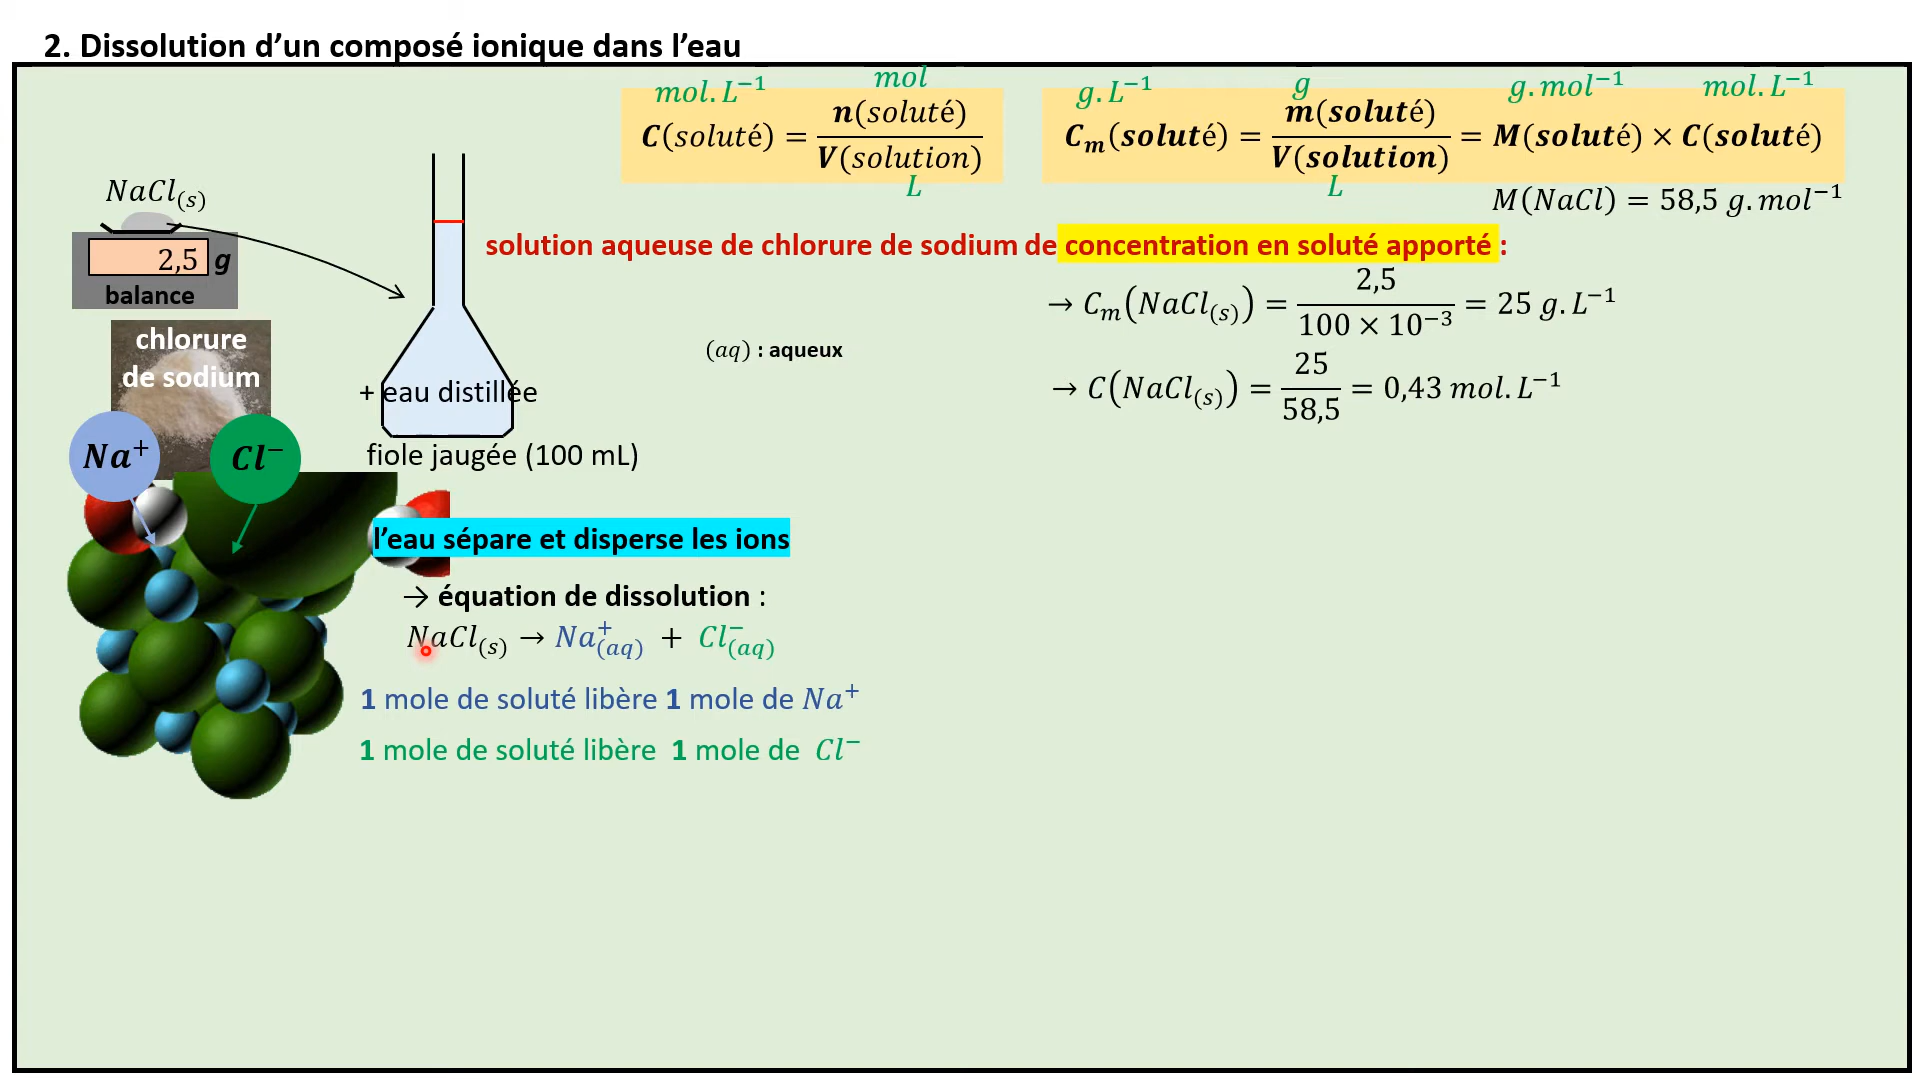 2. Dissolution d’un composé ionique dans l’eau
mol.L⁻¹ mol
C(soluté) = n(soluté) / V(solution)
L
g.L⁻¹ g g.mol⁻¹ mol.L⁻¹
Cₘ(soluté) = m(soluté) / V(solution) = M(soluté) × C(soluté)
L
M(NaCl) = 58,5 g.mol⁻¹
NaCl(s)
2,5 g
balance
solution aqueuse de chlorure de sodium de concentration en soluté apporté :
→ Cₘ(NaCl(s)) = 2,5 / 100 × 10⁻³ = 25 g.L⁻¹
→ C(NaCl(s)) = 25 / 58,5 = 0,43 mol.L⁻¹
(aq) : aqueux
chlorure
de sodium
+ eau distillée
fiole jaugée (100 mL)
Na⁺ Cl⁻
l’eau sépare et disperse les ions
→ équation de dissolution :
NaCl(s) → Na⁺(aq) + Cl⁻(aq)
1 mole de soluté libère 1 mole de Na⁺
1 mole de soluté libère 1 mole de Cl⁻